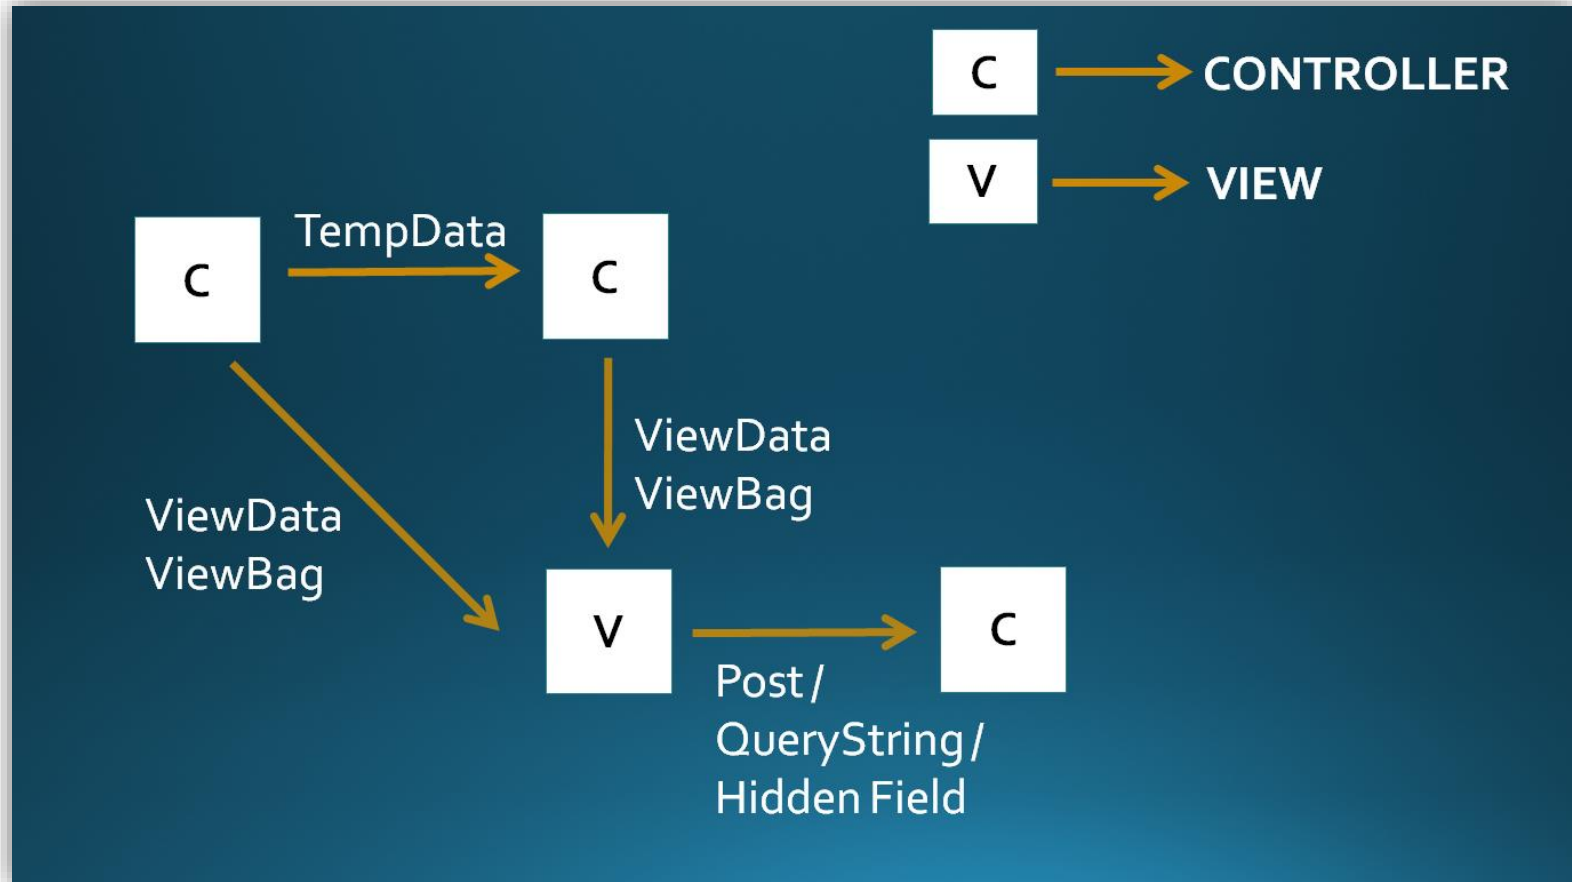 C
CONTROLLER
V
VIEW
C
TempData
C
ViewData
ViewBag
ViewData
ViewBag
V
C
Post /
QueryString /
Hidden Field